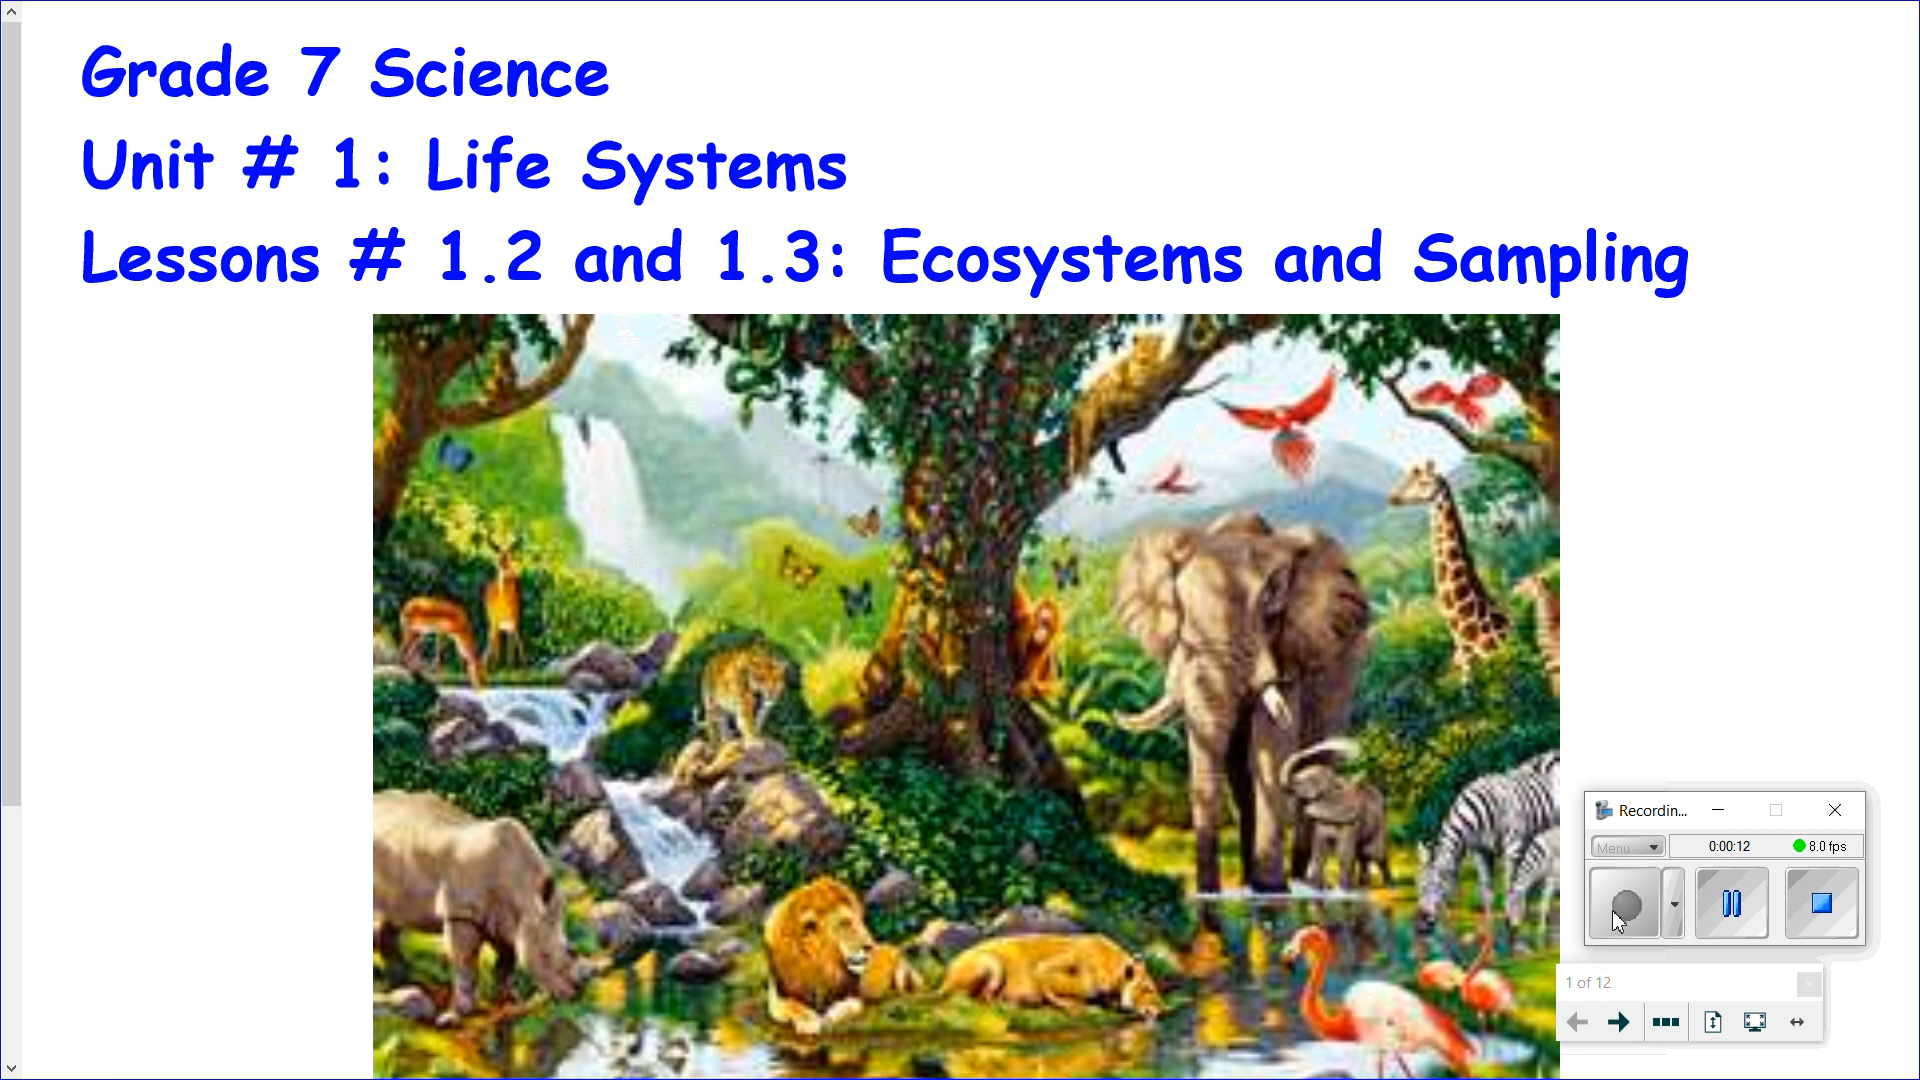 Grade 7 Science
Unit # 1: Life Systems
Lessons # 1.2 and 1.3: Ecosystems and Sampling
Recordin...
Menu
0:00:12
8.0 fps
1 of 12